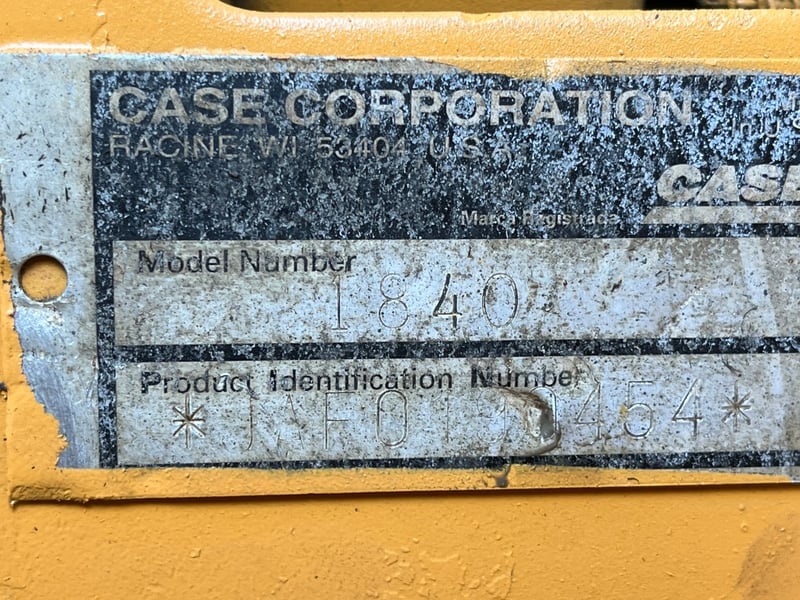 CASE CORPORATION
RACINE, WI 53404 U.S.A.
CASE
Marca Registrada
Model Number
1840
Product Identification Number